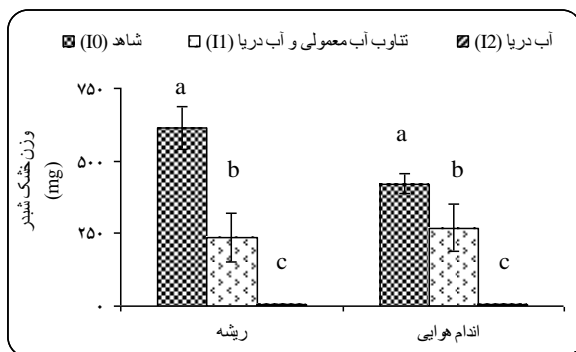 شاهد (I0) تناوب آب معمولی و آب دریا (I1) آب دریا (I2)
وزن خشک شبدر
(mg)
۷۵۰
۵۰۰
۲۵۰
۰
a
b
c
a
b
c
ریشه
اندام هوایی